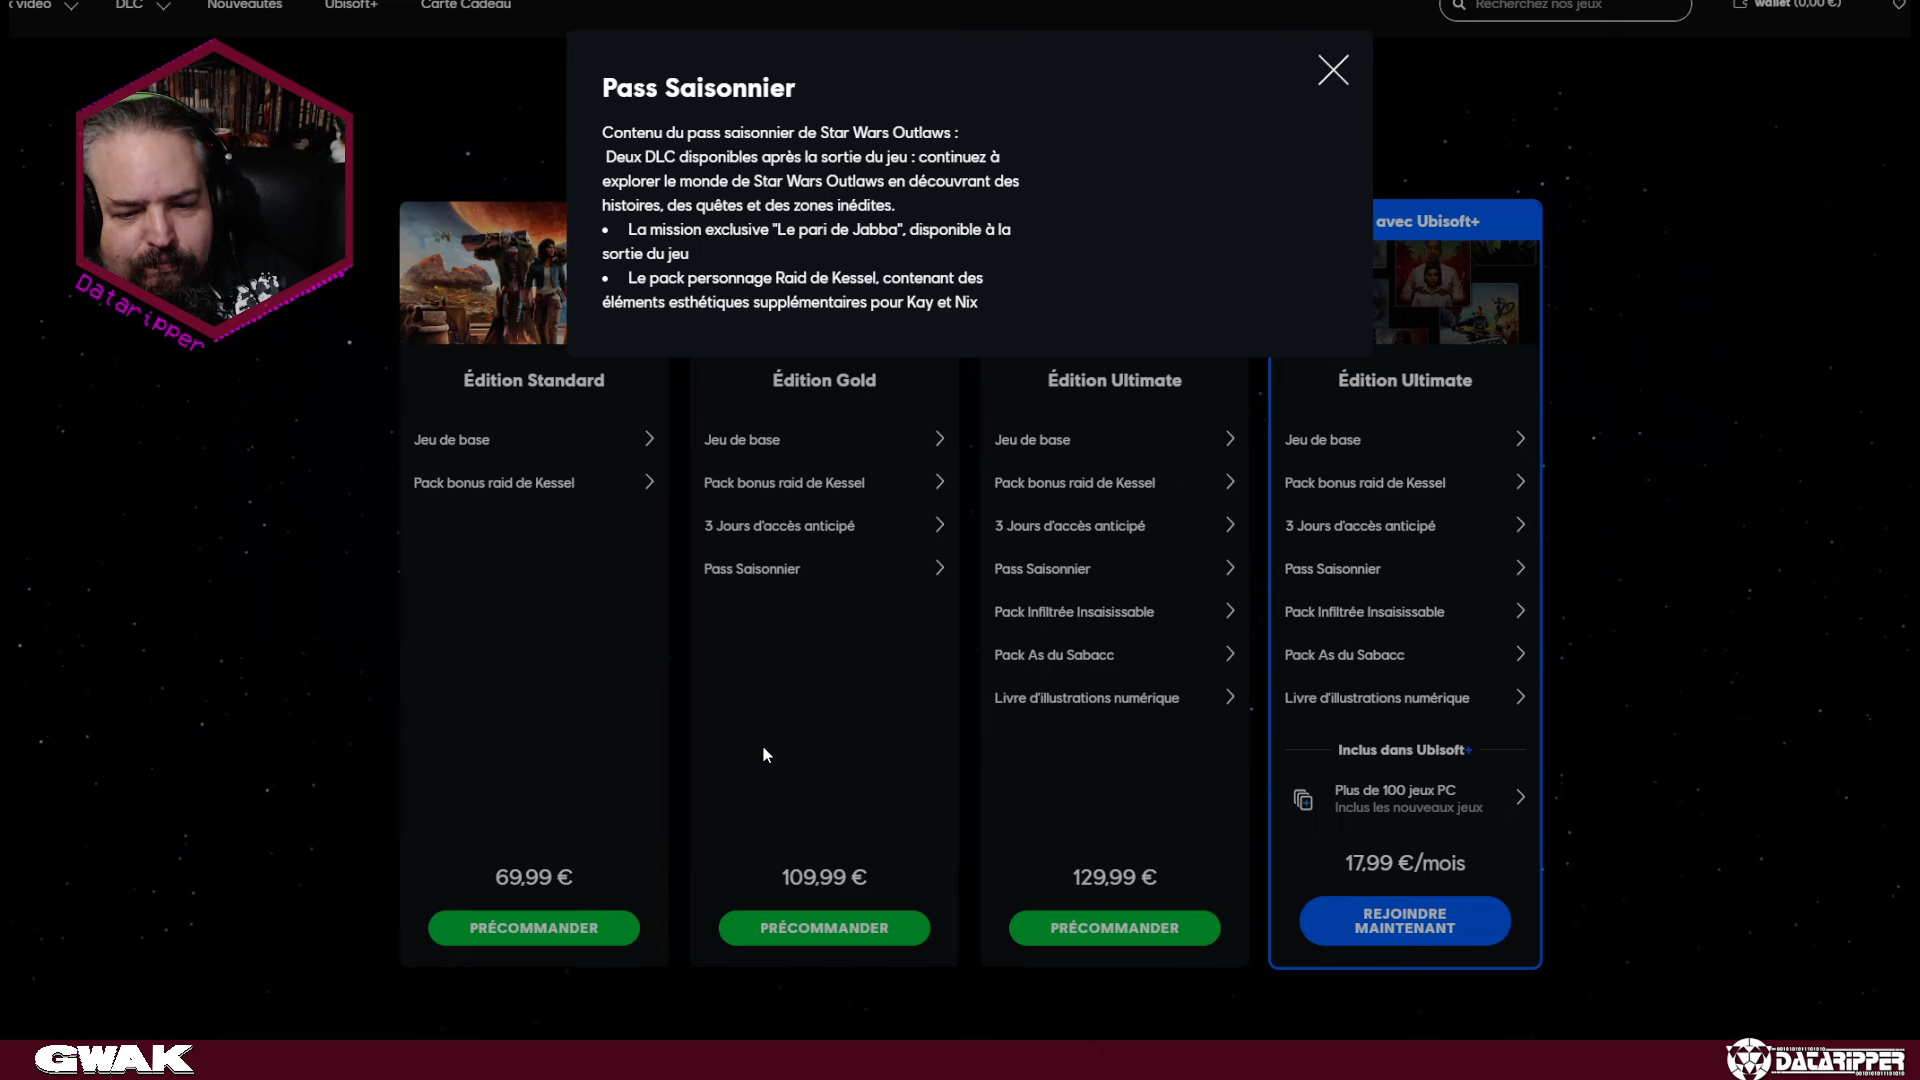 vidéo
DLC
Nouveautés
Ubisoft+
Carte Cadeau
Recherchez nos jeux
Wallet (0,00 €)
Pass Saisonnier
Contenu du pass saisonnier de Star Wars Outlaws :
Deux DLC disponibles après la sortie du jeu : continuez à
explorer le monde de Star Wars Outlaws en découvrant des
histoires, des quêtes et des zones inédites.
• La mission exclusive "Le pari de Jabba", disponible à la
sortie du jeu
• Le pack personnage Raid de Kessel, contenant des
éléments esthétiques supplémentaires pour Kay et Nix
Dataripper
avec Ubisoft+
Édition Standard
Jeu de base
Pack bonus raid de Kessel
69,99 €
PRÉCOMMANDER
Édition Gold
Jeu de base
Pack bonus raid de Kessel
3 Jours d'accès anticipé
Pass Saisonnier
109,99 €
PRÉCOMMANDER
Édition Ultimate
Jeu de base
Pack bonus raid de Kessel
3 Jours d'accès anticipé
Pass Saisonnier
Pack Infiltrée Insaisissable
Pack As du Sabacc
Livre d'illustrations numérique
129,99 €
PRÉCOMMANDER
Édition Ultimate
Jeu de base
Pack bonus raid de Kessel
3 Jours d'accès anticipé
Pass Saisonnier
Pack Infiltrée Insaisissable
Pack As du Sabacc
Livre d'illustrations numérique
Inclus dans Ubisoft+
Plus de 100 jeux PC
Inclus les nouveaux jeux
17,99 €/mois
REJOINDRE
MAINTENANT
GWAK
DATARIPPER